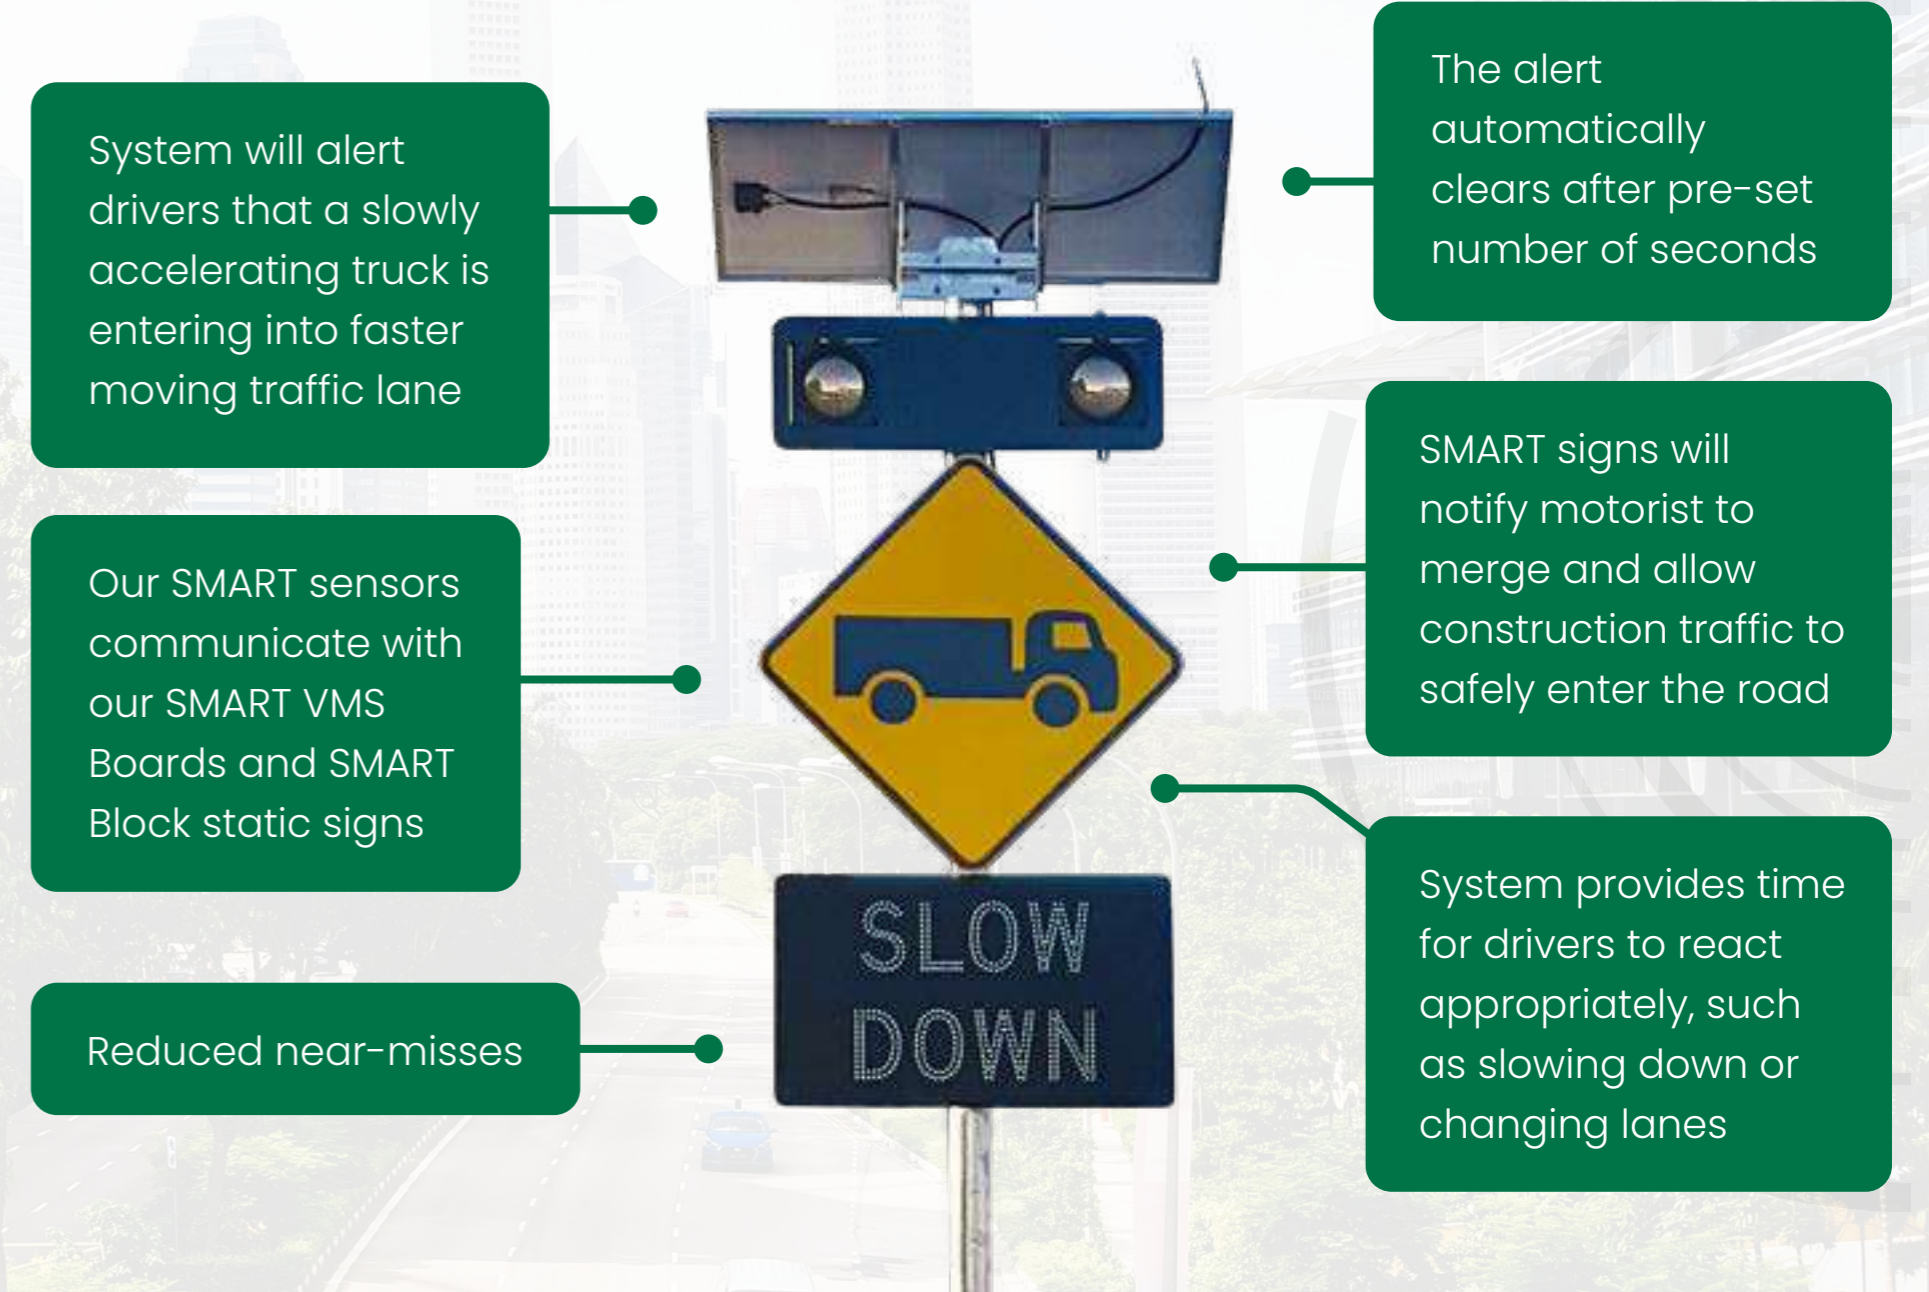 System will alert
drivers that a slowly
accelerating truck is
entering into faster
moving traffic lane
Our SMART sensors
communicate with
our SMART VMS
Boards and SMART
Block static signs
Reduced near-misses
SLOW
DOWN
The alert
automatically
clears after pre-set
number of seconds
SMART signs will
notify motorist to
merge and allow
construction traffic to
safely enter the road
System provides time
for drivers to react
appropriately, such
as slowing down or
changing lanes